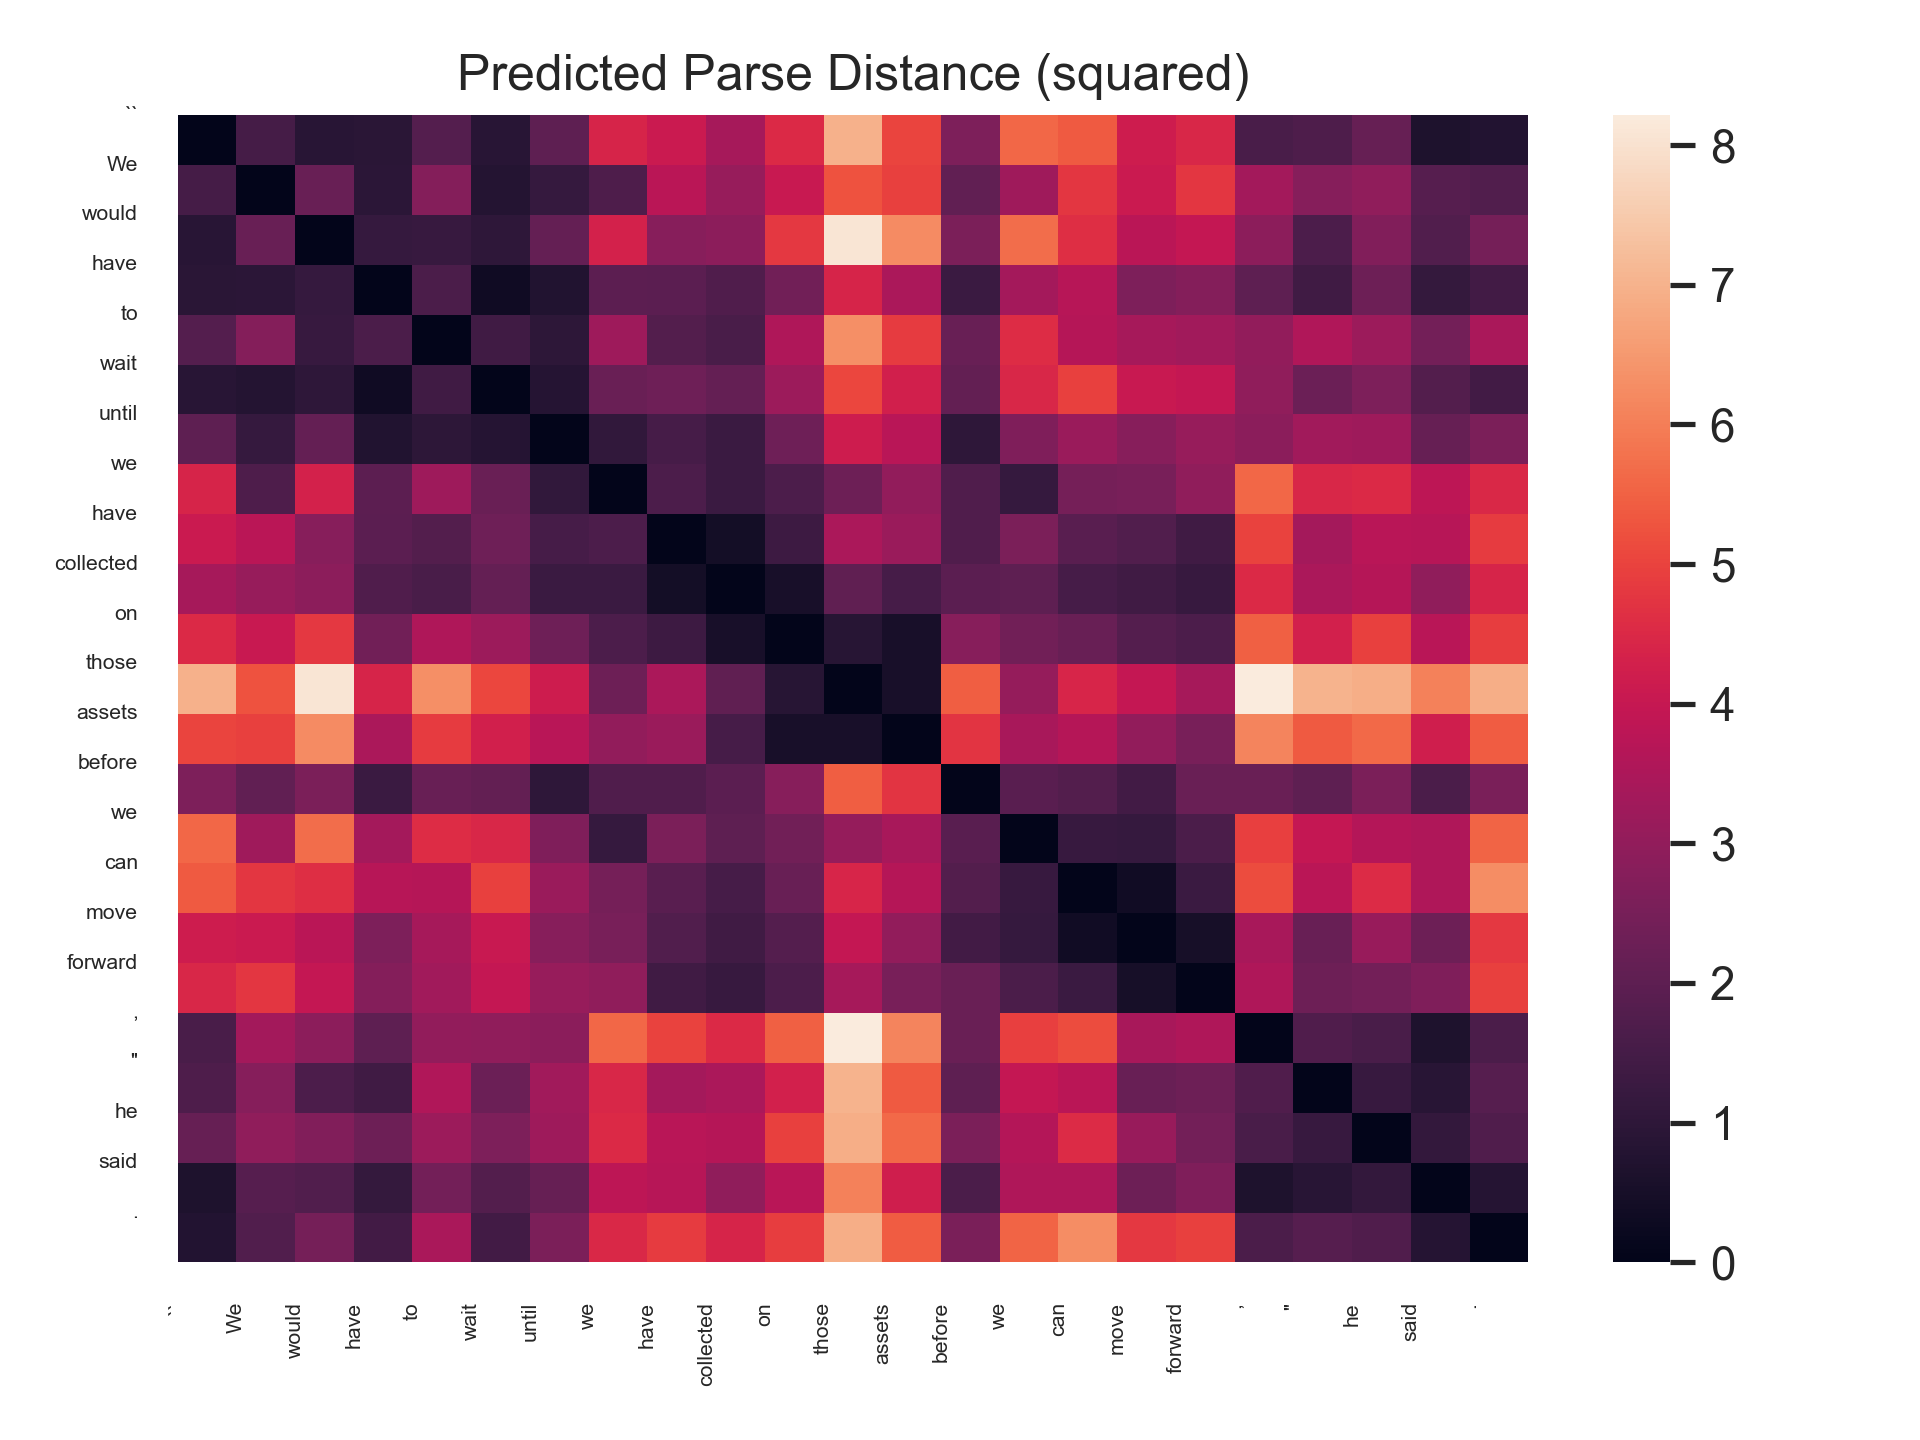 Predicted Parse Distance (squared)
``
We
would
have
to
wait
until
we
have
collected
on
those
assets
before
we
can
move
forward
,
"
he
said
.
8
7
6
5
4
3
2
1
0
`` We would have to wait until we have collected on those assets before we can move forward , " he said .